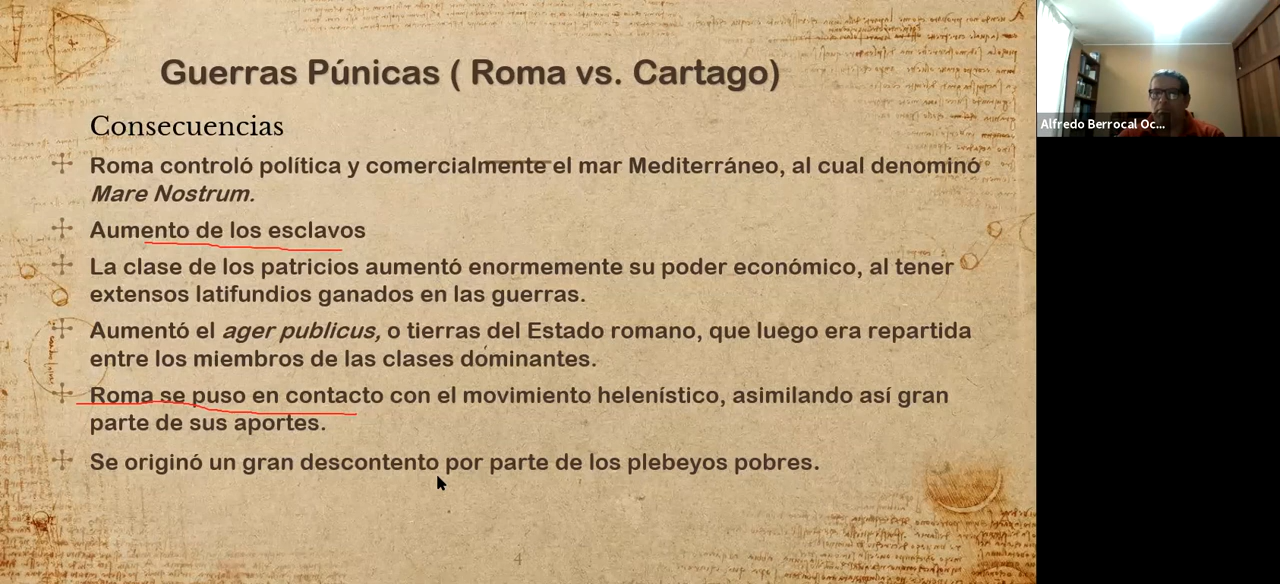 Guerras Púnicas ( Roma vs. Cartago)
Consecuencias
Roma controló política y comercialmente el mar Mediterráneo, al cual denominó
Mare Nostrum.
Aumento de los esclavos
La clase de los patricios aumentó enormemente su poder económico, al tener
extensos latifundios ganados en las guerras.
Aumentó el ager publicus, o tierras del Estado romano, que luego era repartida
entre los miembros de las clases dominantes.
Roma se puso en contacto con el movimiento helenístico, asimilando así gran
parte de sus aportes.
Se originó un gran descontento por parte de los plebeyos pobres.
4
Alfredo Berrocal Oc...